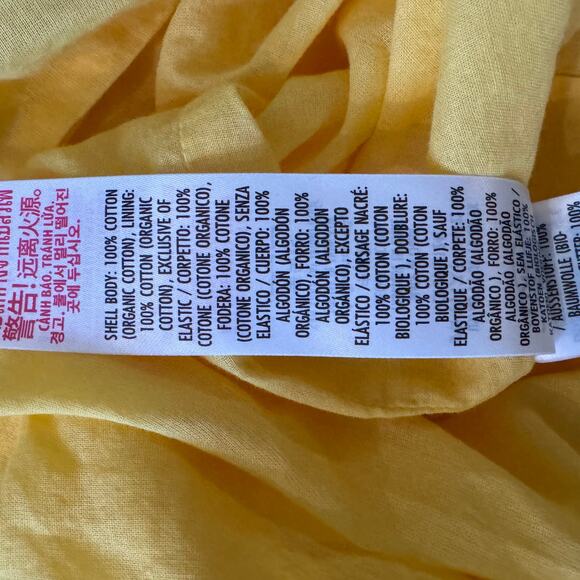 警告!远离火源。
CẢNH BÁO. TRÁNH LỬA.
경고. 불에서 멀리 떨어진
곳에 두십시오.
SHELL BODY: 100% COTTON
(ORGANIC COTTON), LINING:
100% COTTON (ORGANIC
COTTON), EXCLUSIVE OF
ELASTIC / CORPETTO: 100%
COTONE (COTONE ORGANICO),
FODERA: 100% COTONE
(COTONE ORGANICO), SENZA
ELASTICO / CUERPO: 100%
ALGODÓN (ALGODÓN
ORGÁNICO), FORRO: 100%
ALGODÓN (ALGODÓN
ORGÁNICO) EXCEPTO
ELÁSTICO / CORSAGE NACRÉ:
100% COTON (COTON
BIOLOGIQUE ), DOUBLURE:
100% COTON (COTON
BIOLOGIQUE ), SAUF
ELASTIQUE / CORPETE: 100%
ALGODÃO (ALGODÃO
ORGÂNICO) , FORRO: 100%
ALGODÃO (ALGODÃO
ORGÂNICO) SEM ELÁSTICO /
BOVENSTOF LIJFJE: 100%
/ AUSSENSTOFF: 100%
BAUMWOLLE (BIO-